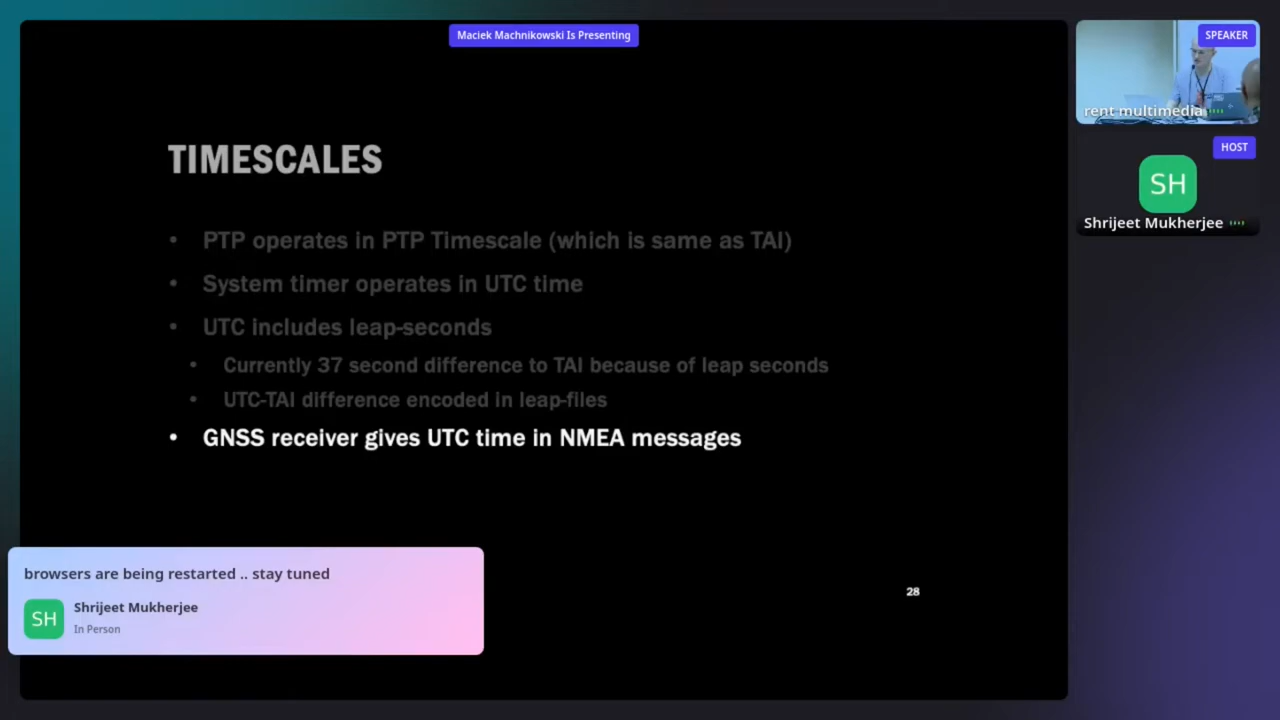 Maciek Machnikowski Is Presenting
SPEAKER
rent multimedia
HOST
SH
Shrijeet Mukherjee
TIMESCALES
• PTP operates in PTP Timescale (which is same as TAI)
• System timer operates in UTC time
• UTC includes leap-seconds
• Currently 37 second difference to TAI because of leap seconds
• UTC-TAI difference encoded in leap-files
• GNSS receiver gives UTC time in NMEA messages
28
browsers are being restarted .. stay tuned
SH
Shrijeet Mukherjee
In Person